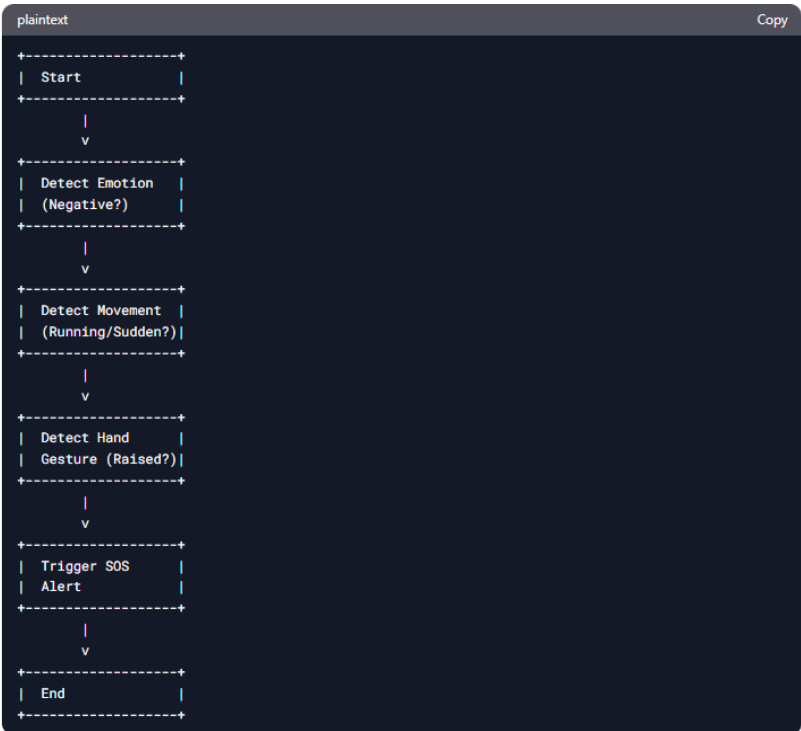 plaintext Copy
+-------------------+
|  Start            |
+-------------------+
        |
        v
+-------------------+
|  Detect Emotion   |
|  (Negative?)      |
+-------------------+
        |
        v
+-------------------+
|  Detect Movement  |
|  (Running/Sudden?)|
+-------------------+
        |
        v
+-------------------+
|  Detect Hand      |
|  Gesture (Raised?)|
+-------------------+
        |
        v
+-------------------+
|  Trigger SOS      |
|  Alert            |
+-------------------+
        |
        v
+-------------------+
|  End              |
+-------------------+